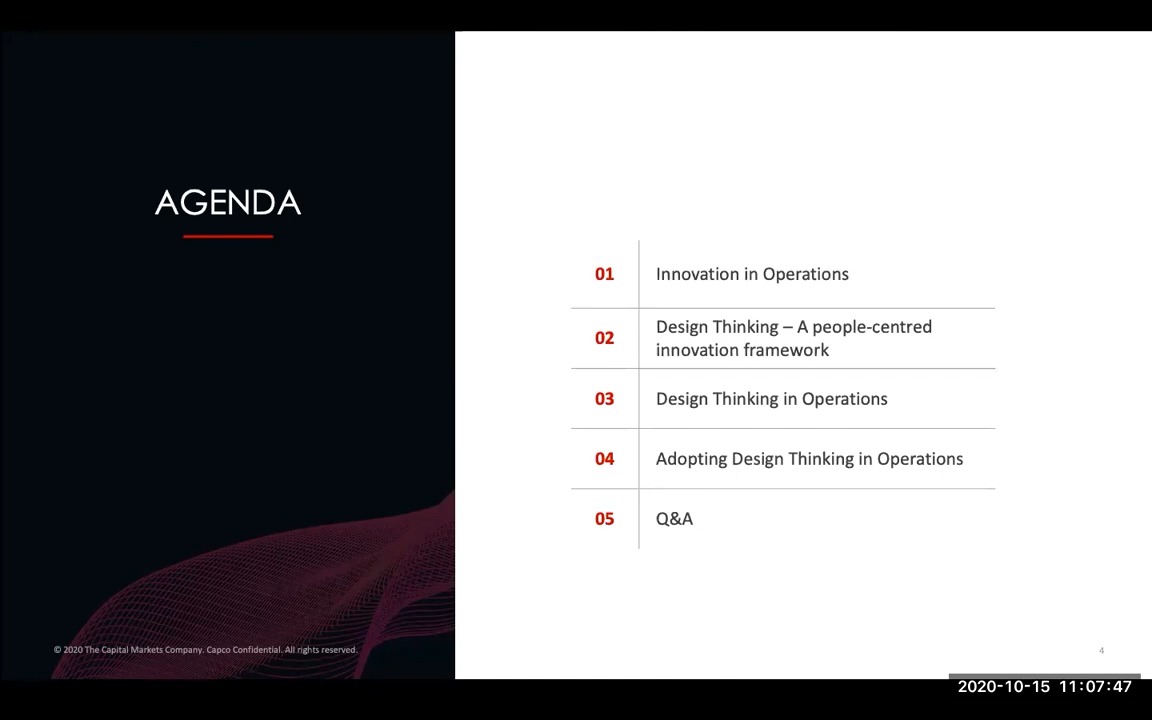 AGENDA
01 Innovation in Operations
02 Design Thinking – A people-centred
innovation framework
03 Design Thinking in Operations
04 Adopting Design Thinking in Operations
05 Q&A
© 2020 The Capital Markets Company. Capco Confidential. All rights reserved.
4
2020-10-15 11:07:47